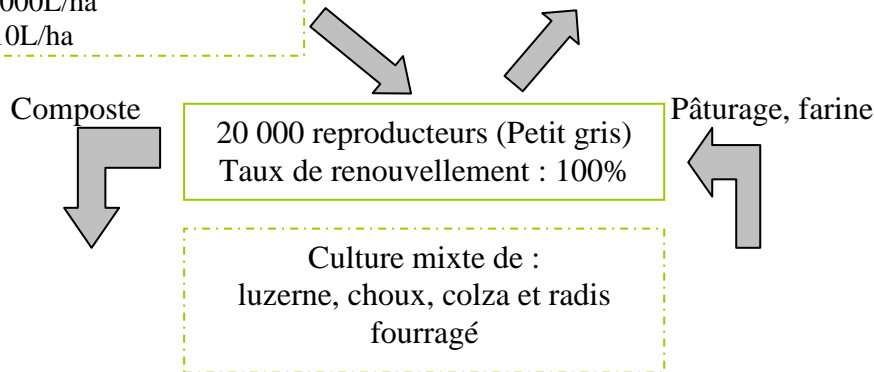 000L/ha
10L/ha
Composte
Pâturage, farine
20 000 reproducteurs (Petit gris)
Taux de renouvellement : 100%
Culture mixte de :
luzerne, choux, colza et radis
fourragé